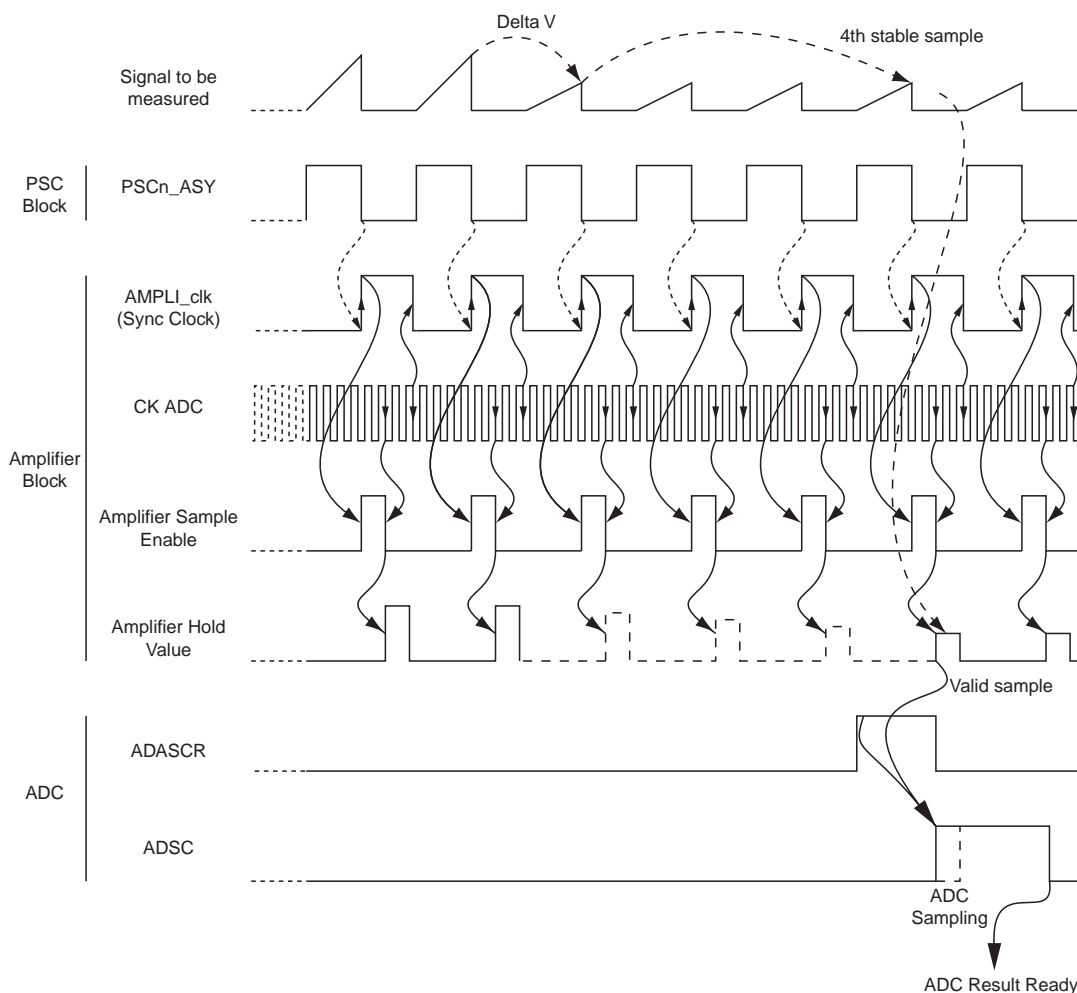 Delta V
4th stable sample
Signal to be
measured
PSC
Block
PSCn_ASY
AMPLI_clk
(Sync Clock)
CK ADC
Amplifier
Block
Amplifier Sample
Enable
Amplifier Hold
Value
Valid sample
ADASCR
ADC
ADSC
ADC
Sampling
ADC Result Ready